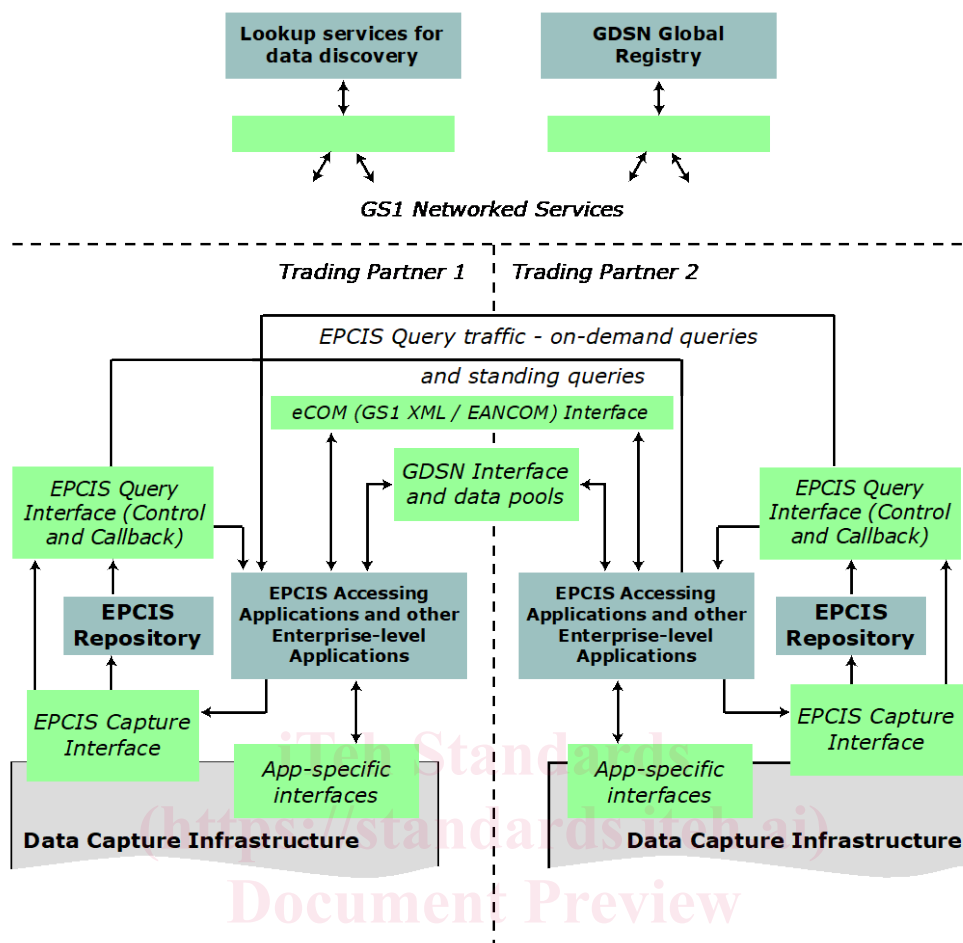 Lookup services for
data discovery
GDSN Global
Registry
GS1 Networked Services
Trading Partner 1
Trading Partner 2
EPCIS Query traffic - on-demand queries
and standing queries
eCOM (GS1 XML / EANCOM) Interface
GDSN Interface
and data pools
EPCIS Query
Interface (Control
and Callback)
EPCIS Query
Interface (Control
and Callback)
EPCIS Accessing
Applications and other
Enterprise-level
Applications
EPCIS Accessing
Applications and other
Enterprise-level
Applications
EPCIS
Repository
EPCIS
Repository
EPCIS Capture
Interface
EPCIS Capture
Interface
App-specific
interfaces
App-specific
interfaces
Data Capture Infrastructure
Data Capture Infrastructure
iTeh Standards
(https://standards.iteh.ai)
Document Preview